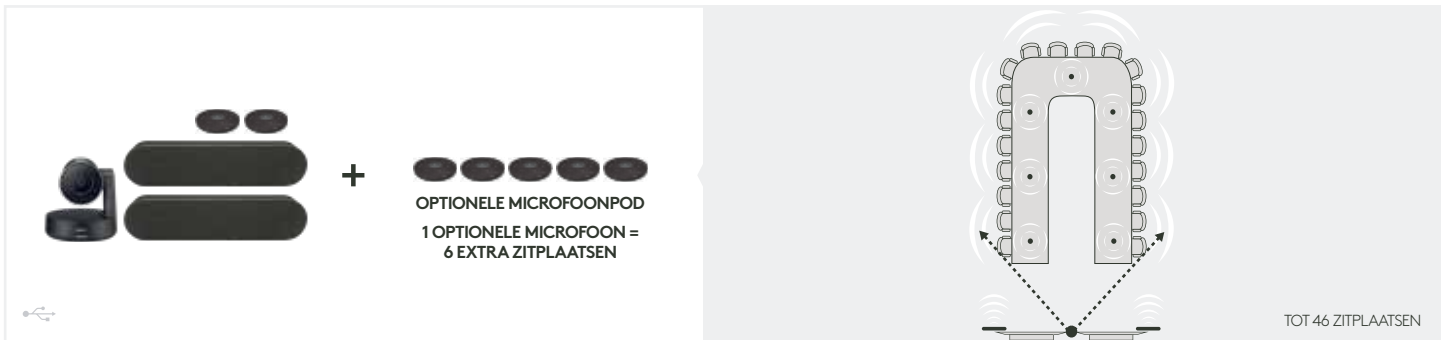 OPTIONELE MICROFOONPOD
1 OPTIONELE MICROFOON =
6 EXTRA ZITPLAATSEN
TOT 46 ZITPLAATSEN